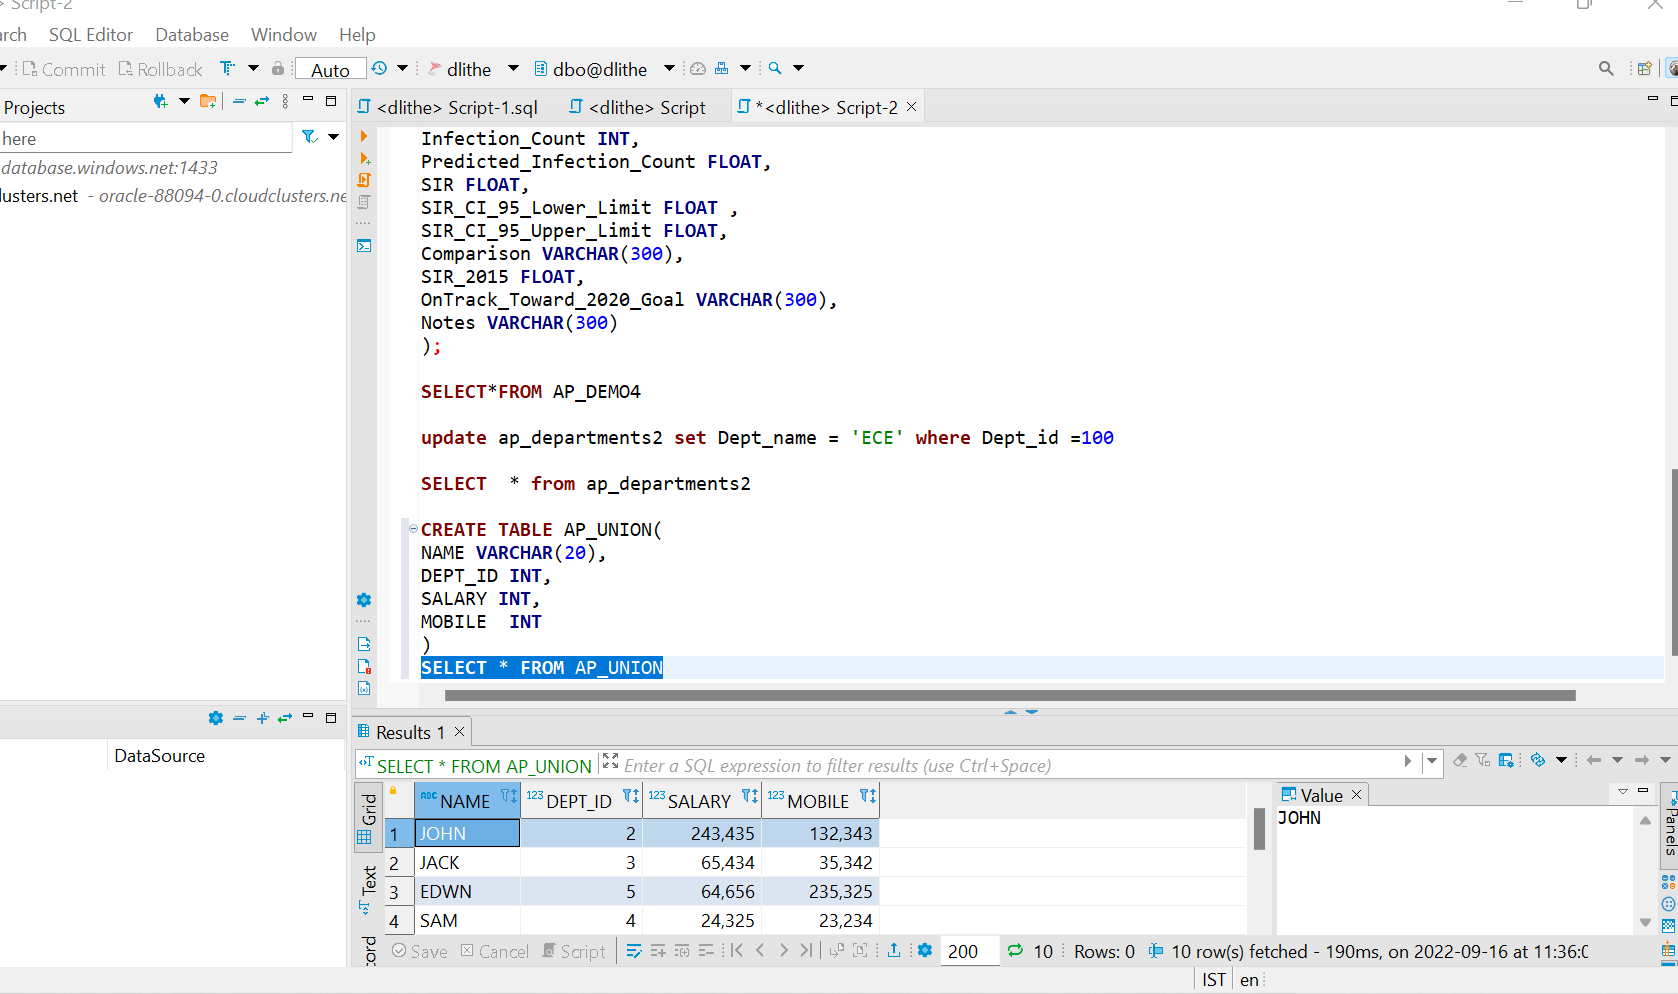 > Script-2
arch SQL Editor Database Window Help
Commit Rollback Auto dlithe dbo@dlithe
Projects
<dlithe> Script-1.sql <dlithe> Script *<dlithe> Script-2
here
database.windows.net:1433
lusters.net - oracle-88094-0.cloudclusters.ne
Infection_Count INT,
Predicted_Infection_Count FLOAT,
SIR FLOAT,
SIR_CI_95_Lower_Limit FLOAT ,
SIR_CI_95_Upper_Limit FLOAT,
Comparison VARCHAR(300),
SIR_2015 FLOAT,
OnTrack_Toward_2020_Goal VARCHAR(300),
Notes VARCHAR(300)
);
SELECT*FROM AP_DEMO4
update ap_departments2 set Dept_name = 'ECE' where Dept_id =100
SELECT  * from ap_departments2
CREATE TABLE AP_UNION(
NAME VARCHAR(20),
DEPT_ID INT,
SALARY INT,
MOBILE  INT
)
SELECT * FROM AP_UNION
DataSource
Results 1
SELECT * FROM AP_UNION Enter a SQL expression to filter results (use Ctrl+Space)
Grid
Text
cord
ABC NAME 123 DEPT_ID 123 SALARY 123 MOBILE
1 JOHN 2 243,435 132,343
2 JACK 3 65,434 35,342
3 EDWN 5 64,656 235,325
4 SAM 4 24,325 23,234
Value
JOHN
Panels
Save Cancel Script 200 10 Rows: 0 10 row(s) fetched - 190ms, on 2022-09-16 at 11:36:0
IST en